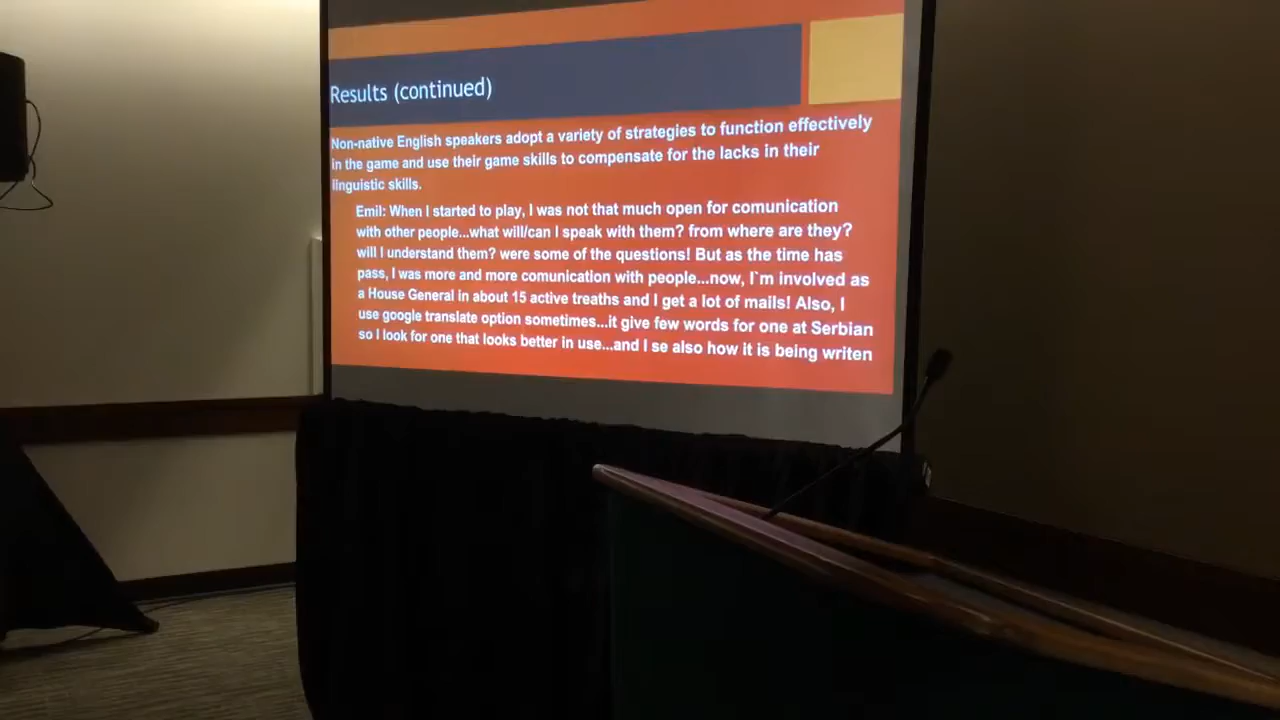 Results (continued)
Non-native English speakers adopt a variety of strategies to function effectively
in the game and use their game skills to compensate for the lacks in their
linguistic skills.
Emil: When I started to play, I was not that much open for comunication
with other people...what will/can I speak with them? from where are they?
will I understand them? were some of the questions! But as the time has
pass, I was more and more comunication with people...now, I`m involved as
a House General in about 15 active treaths and I get a lot of mails! Also, I
use google translate option sometimes...it give few words for one at Serbian
so I look for one that looks better in use...and I se also how it is being writen